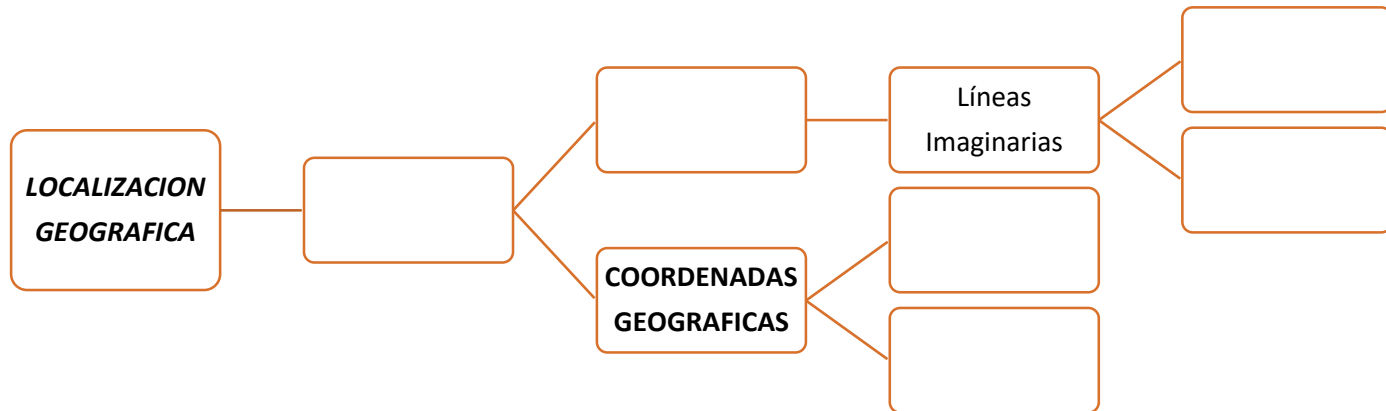 LOCALIZACION
GEOGRAFICA
Líneas
Imaginarias
COORDENADAS
GEOGRAFICAS